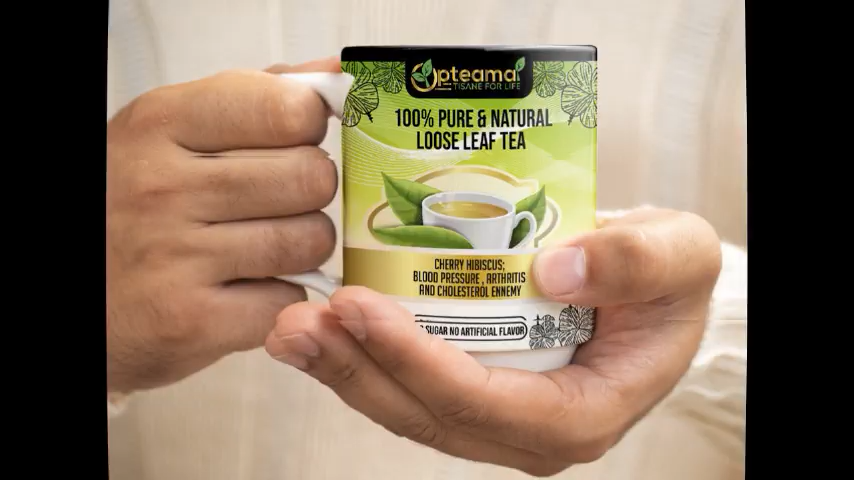 Opteama
TISANE FOR LIFE
100% PURE & NATURAL
LOOSE LEAF TEA
CHERRY HIBISCUS;
BLOOD PRESSURE , ARTHRITIS
AND CHOLESTEROL ENNEMY
SUGAR NO ARTIFICIAL FLAVOR